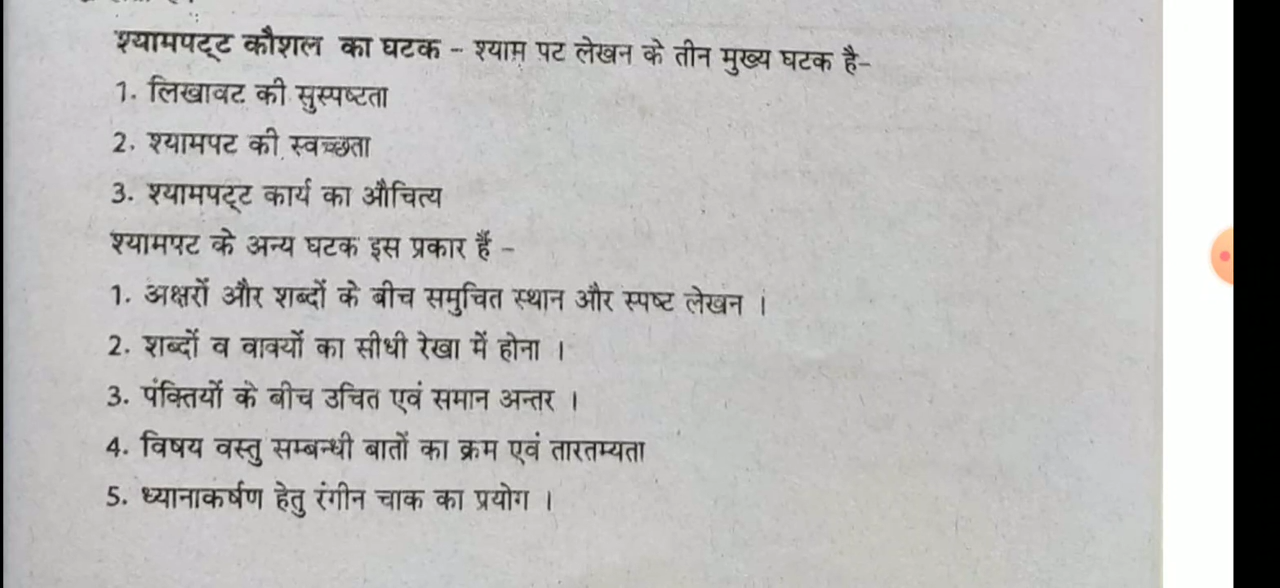 श्यामपट्ट कौशल का घटक – श्याम पट लेखन के तीन मुख्य घटक है–
1. लिखावट की सुस्पष्टता
2. श्यामपट की स्वच्छता
3. श्यामपट्ट कार्य का औचित्य
श्यामपट के अन्य घटक इस प्रकार हैं –
1. अक्षरों और शब्दों के बीच समुचित स्थान और स्पष्ट लेखन ।
2. शब्दों व वाक्यों का सीधी रेखा में होना ।
3. पंक्तियों के बीच उचित एवं समान अन्तर ।
4. विषय वस्तु सम्बन्धी बातों का क्रम एवं तारतम्यता
5. ध्यानाकर्षण हेतु रंगीन चाक का प्रयोग ।